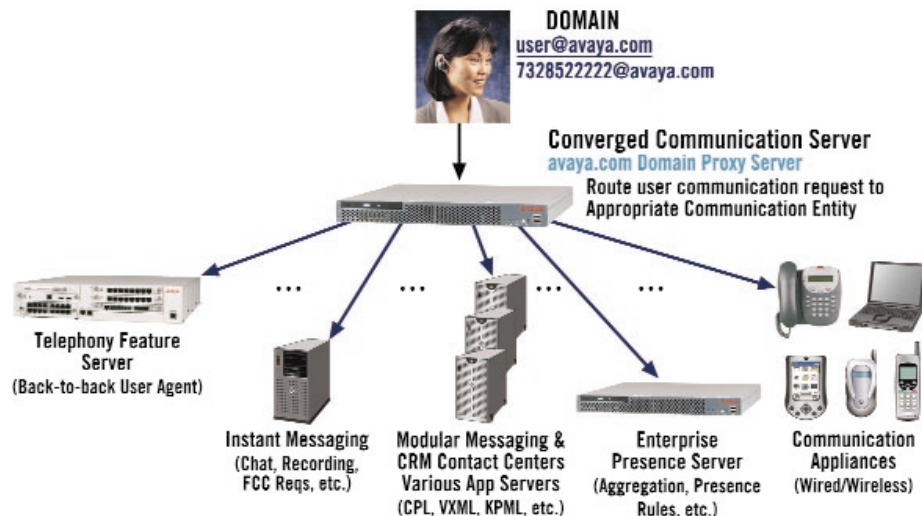 DOMAIN
user@avaya.com
7328522222@avaya.com
Converged Communication Server
avaya.com Domain Proxy Server
Route user communication request to
Appropriate Communication Entity
...
...
...
...
Telephony Feature
Server
(Back-to-back User Agent)
Instant Messaging
(Chat, Recording,
FCC Reqs, etc.)
Modular Messaging &
CRM Contact Centers
Various App Servers
(CPL, VXML, KPML, etc.)
Enterprise
Presence Server
(Aggregation, Presence
Rules, etc.)
Communication
Appliances
(Wired/Wireless)